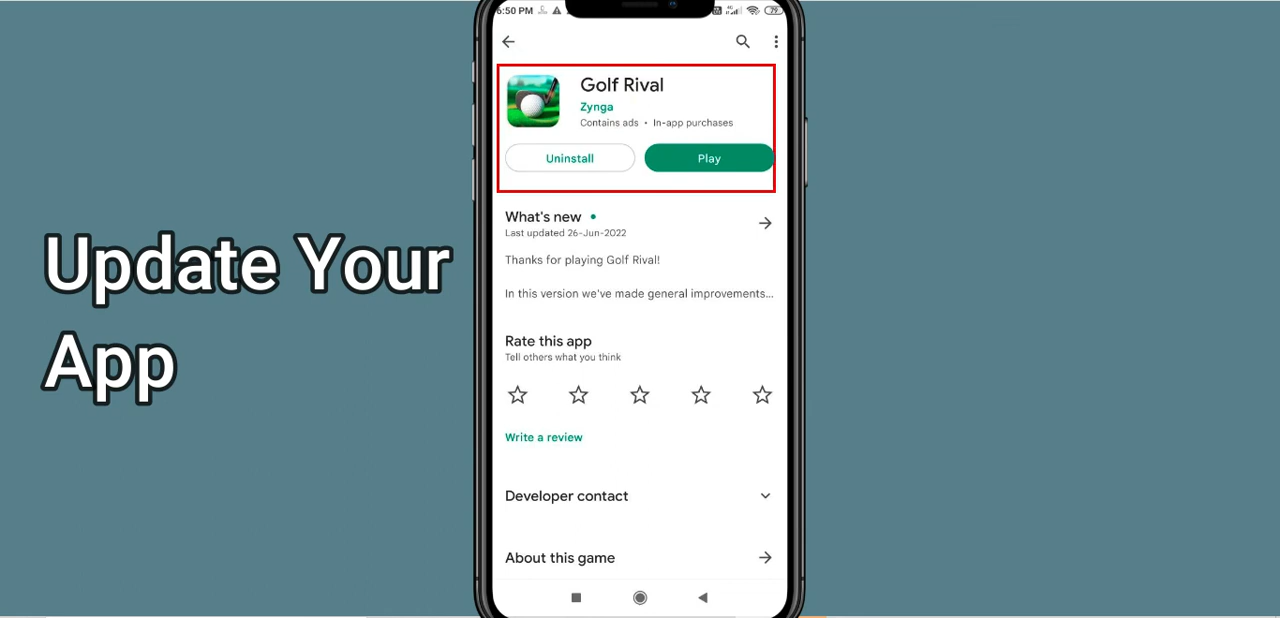 6:50 PM
79
Golf Rival
Zynga
Contains ads • In-app purchases
Uninstall
Play
What's new •
Last updated 26-Jun-2022
Thanks for playing Golf Rival!
In this version we've made general improvements...
Update Your
App
Rate this app
Tell others what you think
Write a review
Developer contact
About this game